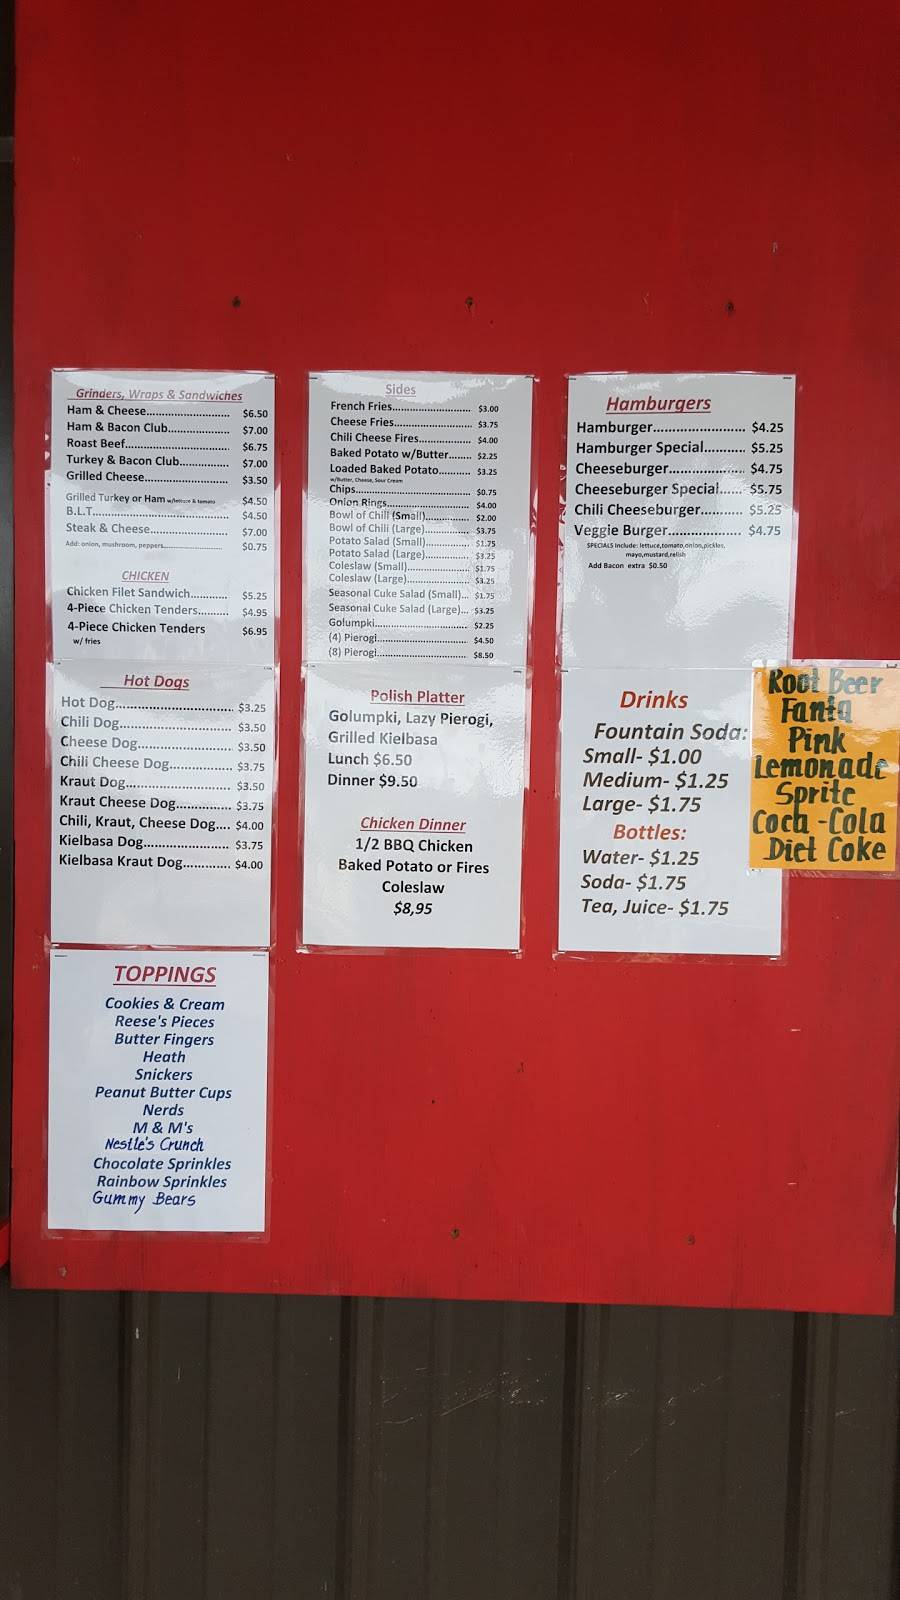 Grinders, Wraps & Sandwiches
Ham & Cheese........................ $6.50
Ham & Bacon Club.................. $7.00
Roast Beef............................. $6.75
Turkey & Bacon Club.............. $7.00
Grilled Cheese........................ $3.50
Grilled Turkey or Ham w/lettuce & tomato $4.50
B.L.T....................................... $4.50
Steak & Cheese...................... $7.00
Add: onion, mushroom, peppers................... $0.75
CHICKEN
Chicken Filet Sandwich........... $5.25
4-Piece Chicken Tenders......... $4.95
4-Piece Chicken Tenders $6.95
w/ fries
Hot Dogs
Hot Dog............................. $3.25
Chili Dog............................ $3.50
Cheese Dog........................ $3.50
Chili Cheese Dog................ $3.75
Kraut Dog.......................... $3.50
Kraut Cheese Dog.............. $3.75
Chili, Kraut, Cheese Dog.... $4.00
Kielbasa Dog...................... $3.75
Kielbasa Kraut Dog............. $4.00
TOPPINGS
Cookies & Cream
Reese's Pieces
Butter Fingers
Heath
Snickers
Peanut Butter Cups
Nerds
M & M's
Nestle's Crunch
Chocolate Sprinkles
Rainbow Sprinkles
Gummy Bears
Sides
French Fries.......................... $3.00
Cheese Fries......................... $3.75
Chili Cheese Fires................. $4.00
Baked Potato w/Butter....... $2.25
Loaded Baked Potato.......... $3.25
w/Butter, Cheese, Sour Cream
Chips..................................... $0.75
Onion Rings........................... $4.00
Bowl of Chili (Small).............. $2.00
Bowl of Chili (Large).............. $3.75
Potato Salad (Small).............. $1.75
Potato Salad (Large).............. $3.25
Coleslaw (Small).................... $1.75
Coleslaw (Large).................... $3.25
Seasonal Cuke Salad (Small)... $1.75
Seasonal Cuke Salad (Large)... $3.25
Golumpki............................... $2.25
(4) Pierogi.............................. $4.50
(8) Pierogi.............................. $8.50
Polish Platter
Golumpki, Lazy Pierogi,
Grilled Kielbasa
Lunch $6.50
Dinner $9.50
Chicken Dinner
1/2 BBQ Chicken
Baked Potato or Fires
Coleslaw
$8,95
Hamburgers
Hamburger........................ $4.25
Hamburger Special........... $5.25
Cheeseburger.................... $4.75
Cheeseburger Special...... $5.75
Chili Cheeseburger............ $5.25
Veggie Burger................... $4.75
SPECIALS Include: lettuce,tomato,onion,pickles,
mayo,mustard,relish
Add Bacon extra $0.50
Drinks
Fountain Soda:
Small- $1.00
Medium- $1.25
Large- $1.75
Bottles:
Water- $1.25
Soda- $1.75
Tea, Juice- $1.75
Root Beer
Fanta
Pink
Lemonade
Sprite
Coca-Cola
Diet Coke